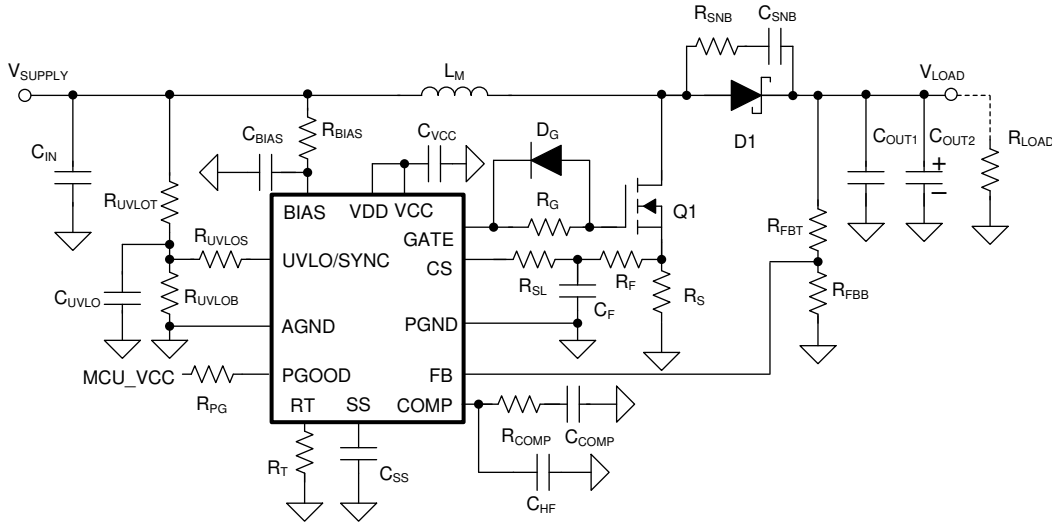 RSNB
CSNB
VSUPPLY
LM
VLOAD
D1
CIN
CBIAS
RBIAS
CVCC
DG
COUT1
COUT2
+
–
RLOAD
RUVLOT
BIAS
VDD
VCC
RG
Q1
GATE
RFBT
RUVLOS
UVLO/SYNC
CS
RSL
RF
RS
CUVLO
RUVLOB
CF
RFBB
AGND
PGND
MCU_VCC
RPG
PGOOD
FB
RT
SS
COMP
RCOMP
CCOMP
RT
CSS
CHF